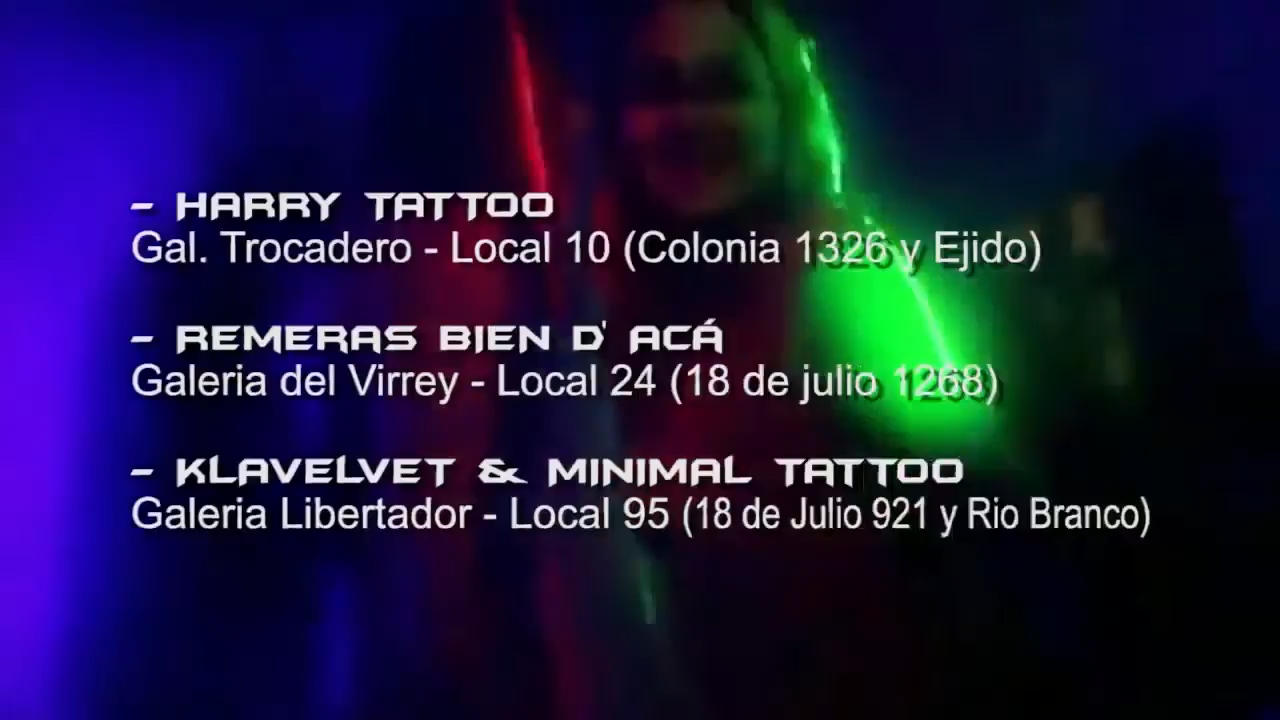 - HARRY TATTOO
Gal. Trocadero - Local 10 (Colonia 1326 y Ejido)
- REMERAS BIEN D' ACÁ
Galeria del Virrey - Local 24 (18 de julio 1268)
- KLAVELVET & MINIMAL TATTOO
Galeria Libertador - Local 95 (18 de Julio 921 y Rio Branco)